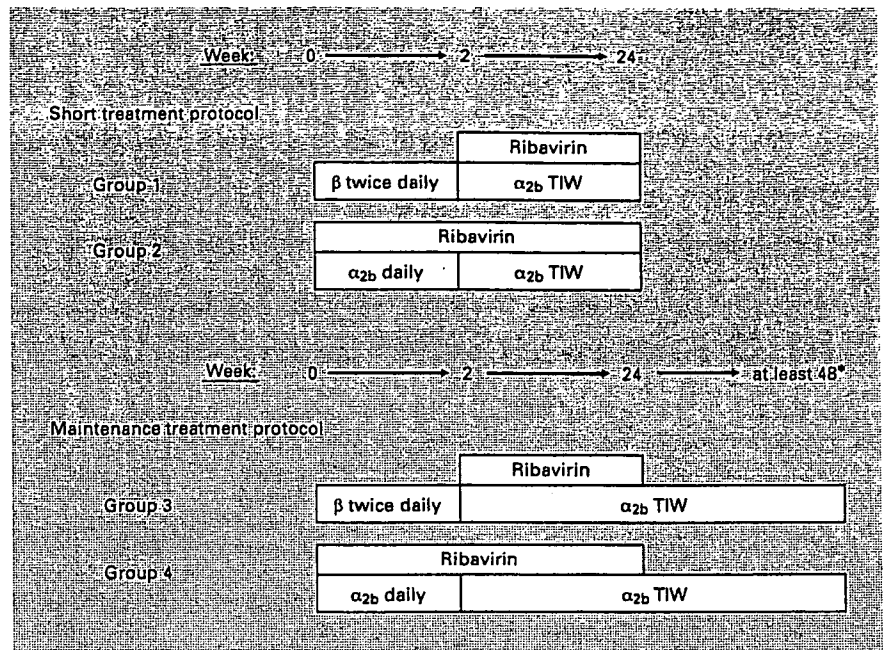 Week: 0 2 24
Short treatment protocol
Ribavirin
Group 1
β twice daily α2b TIW
Ribavirin
Group 2
α2b daily α2b TIW
Week: 0 2 24 at least 48*
Maintenance treatment protocol
Ribavirin
Group 3
β twice daily α2b TIW
Ribavirin
Group 4
α2b daily α2b TIW